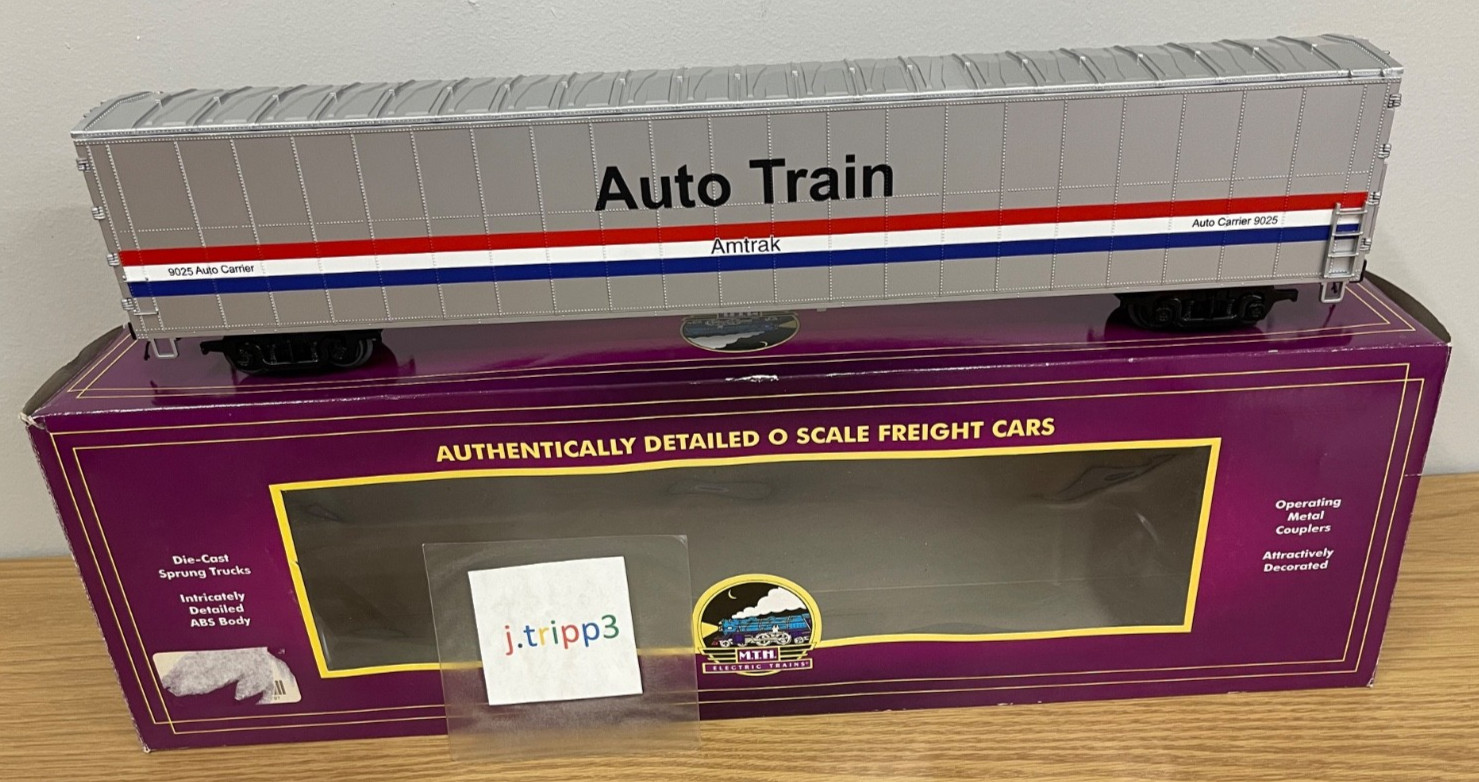 Auto Train
Amtrak
9025 Auto Carrier
Auto Carrier 9025
AUTHENTICALLY DETAILED O SCALE FREIGHT CARS
Die-Cast
Sprung Trucks
Intricately
Detailed
ABS Body
Operating
Metal
Couplers
Attractively
Decorated
j.tripp3
M.T.H.
ELECTRIC TRAINS